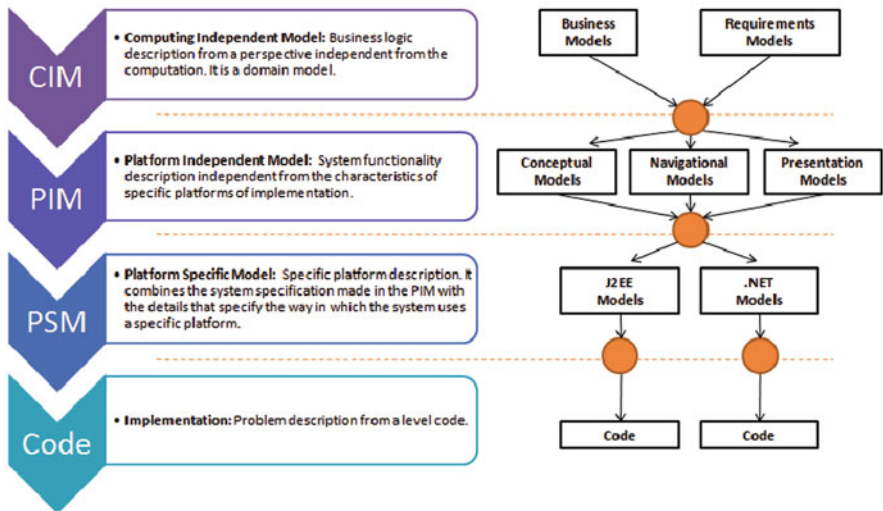 CIM
• Computing Independent Model: Business logic
description from a perspective independent from the
computation. It is a domain model.
Business
Models
Requirements
Models
PIM
• Platform Independent Model: System functionality
description independent from the characteristics of
specific platforms of implementation.
Conceptual
Models
Navigational
Models
Presentation
Models
PSM
• Platform Specific Model: Specific platform description. It
combines the system specification made in the PIM with
the details that specify the way in which the system uses
a specific platform.
J2EE
Models
.NET
Models
Code
• Implementation: Problem description from a level code.
Code
Code